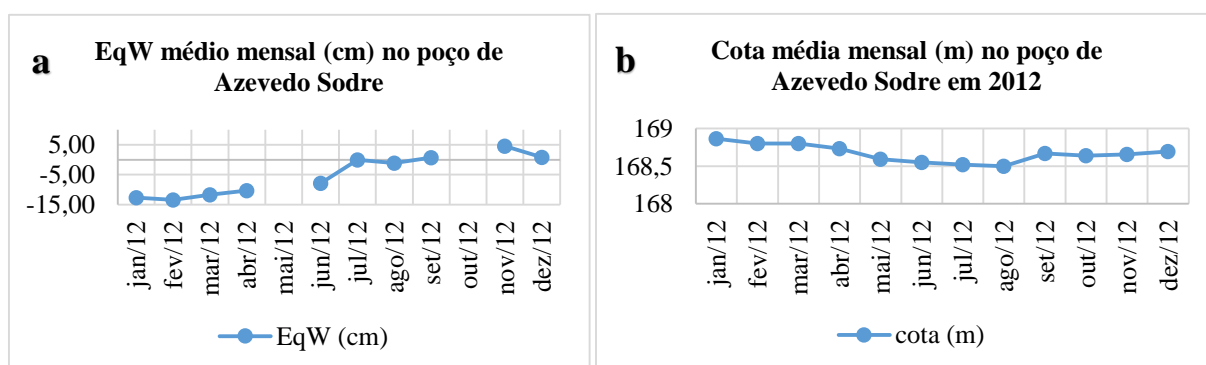 a
EqW médio mensal (cm) no poço de
Azevedo Sodre
5,00
-5,00
-15,00
jan/12
fev/12
mar/12
abr/12
mai/12
jun/12
jul/12
ago/12
set/12
out/12
nov/12
dez/12
EqW (cm)
b
Cota média mensal (m) no poço de
Azevedo Sodre em 2012
169
168,5
168
jan/12
fev/12
mar/12
abr/12
mai/12
jun/12
jul/12
ago/12
set/12
out/12
nov/12
dez/12
cota (m)